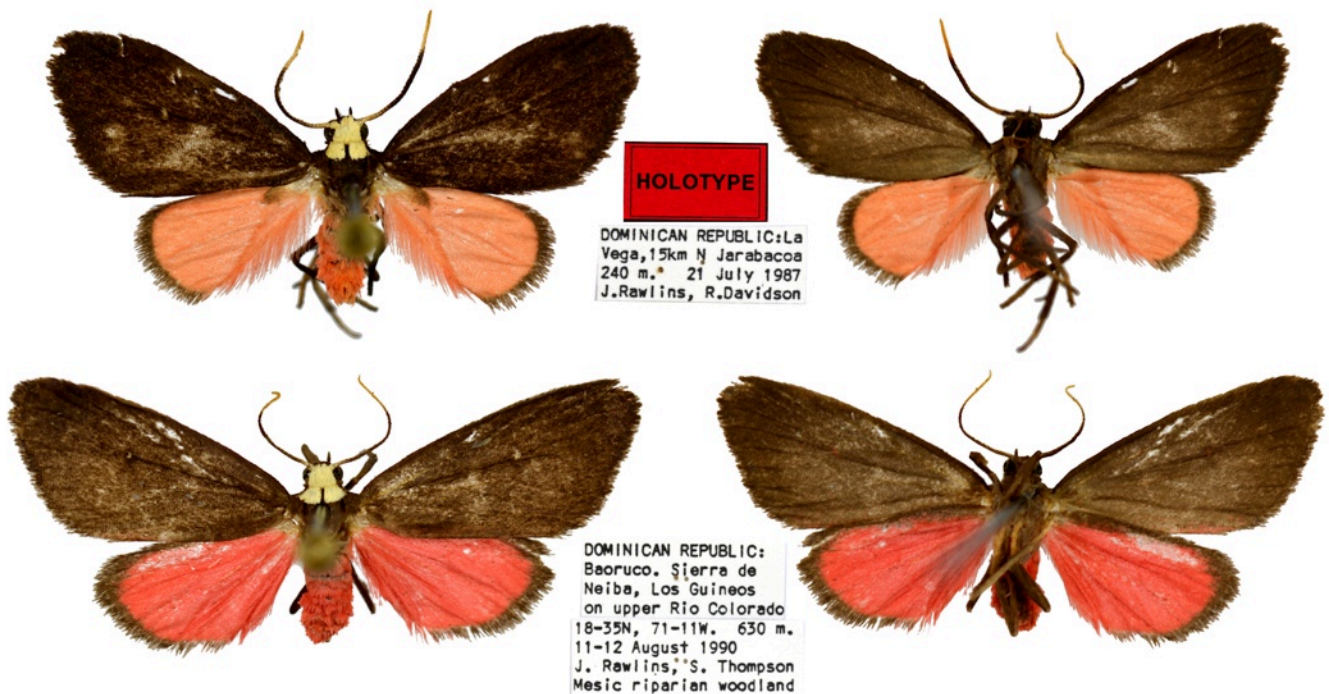 HOLOTYPE
DOMINICAN REPUBLIC:La
Vega,15km N Jarabacoa
240 m. 21 July 1987
J.Rawlins, R.Davidson
DOMINICAN REPUBLIC:
Baoruco. Sierra de
Neiba, Los Guineos
on upper Rio Colorado
18-35N, 71-11W. 630 m.
11-12 August 1990
J. Rawlins, S. Thompson
Mesic riparian woodland